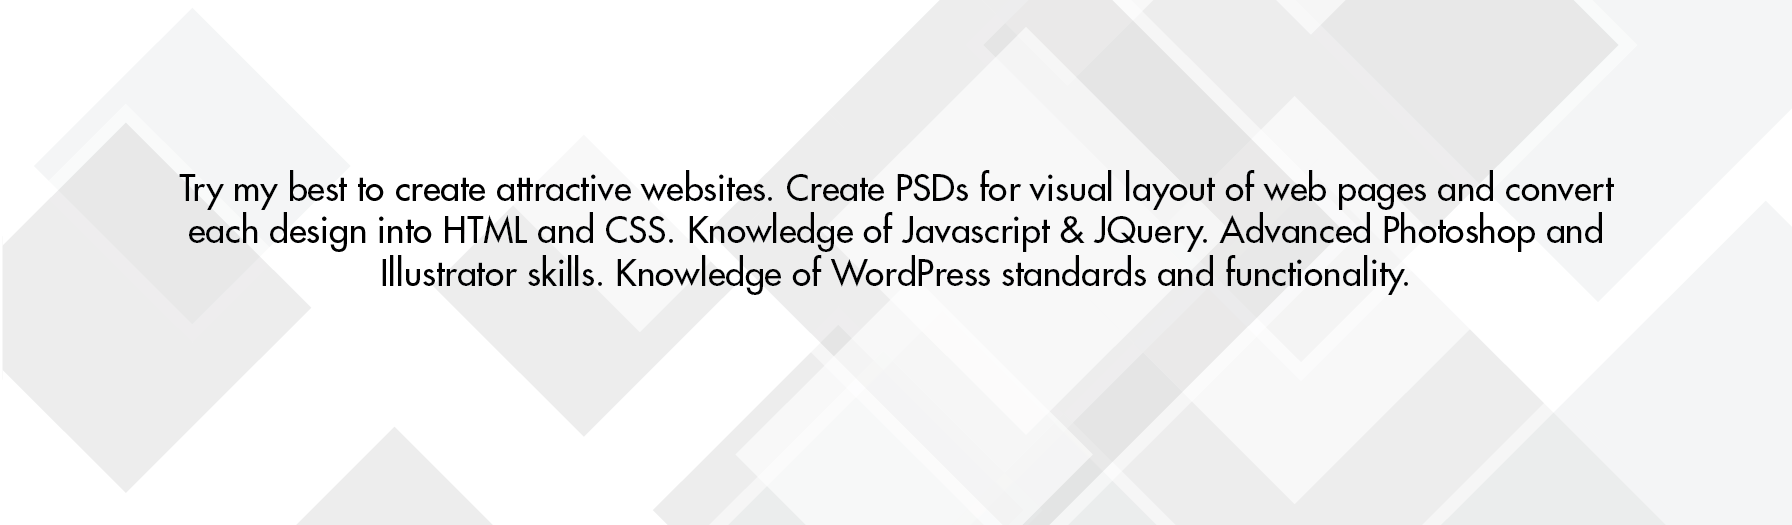 Try my best to create attractive websites. Create PSDs for visual layout of web pages and convert
each design into HTML and CSS. Knowledge of Javascript & JQuery. Advanced Photoshop and
Illustrator skills. Knowledge of WordPress standards and functionality.